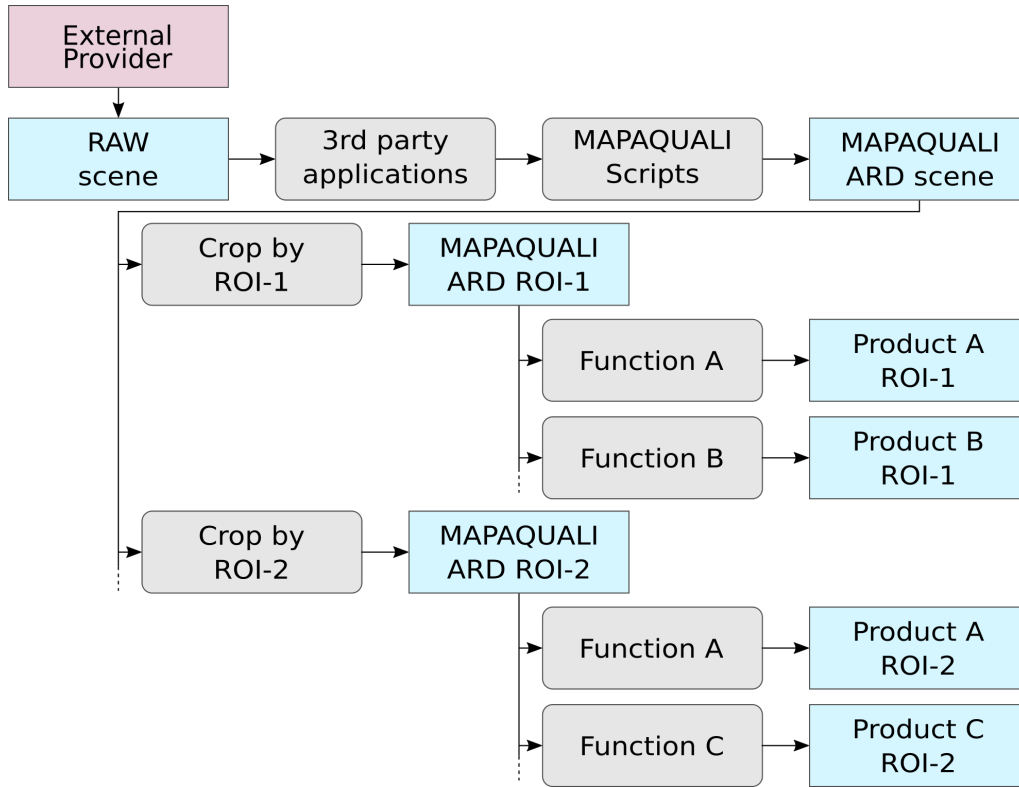 External
Provider
RAW
scene
3rd party
applications
MAPAQUALI
Scripts
MAPAQUALI
ARD scene
Crop by
ROI-1
MAPAQUALI
ARD ROI-1
Function A
Product A
ROI-1
Function B
Product B
ROI-1
Crop by
ROI-2
MAPAQUALI
ARD ROI-2
Function A
Product A
ROI-2
Function C
Product C
ROI-2